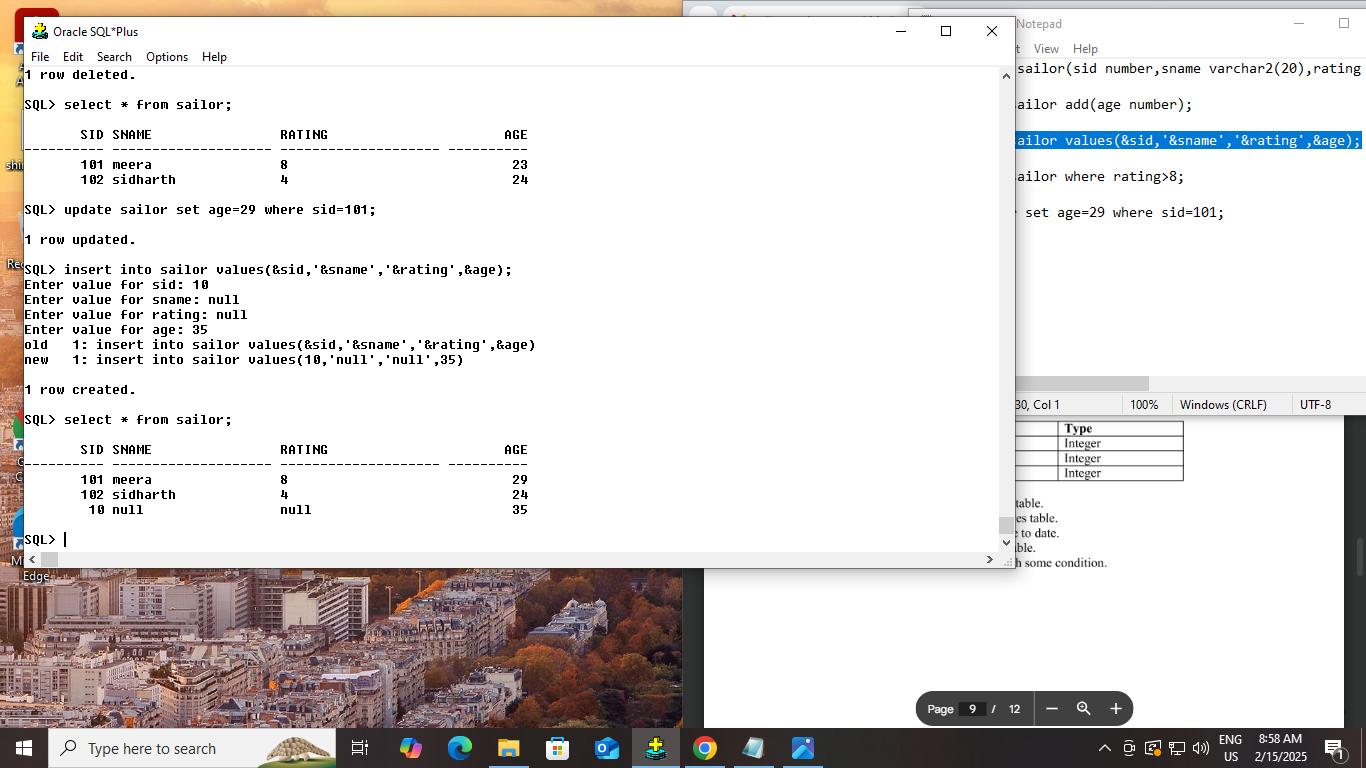 Oracle SQL*Plus
File Edit Search Options Help
1 row deleted.
SQL> select * from sailor;
SID SNAME RATING AGE
---------- -------------------- -------------------- ----------
101 meera 8 23
102 sidharth 4 24
SQL> update sailor set age=29 where sid=101;
1 row updated.
SQL> insert into sailor values(&sid,'&sname','&rating',&age);
Enter value for sid: 10
Enter value for sname: null
Enter value for rating: null
Enter value for age: 35
old 1: insert into sailor values(&sid,'&sname','&rating',&age)
new 1: insert into sailor values(10,'null','null',35)
1 row created.
SQL> select * from sailor;
SID SNAME RATING AGE
---------- -------------------- -------------------- ----------
101 meera 8 29
102 sidharth 4 24
10 null null 35
SQL>
Notepad
View Help
sailor(sid number,sname varchar2(20),rating
ailor add(age number);
ailor values(&sid,'&sname','&rating',&age);
ailor where rating>8;
set age=29 where sid=101;
30, Col 1 100% Windows (CRLF) UTF-8
Type
Integer
Integer
Integer
table.
es table.
e to date.
ble.
h some condition.
Page 9 / 12
Edge
Type here to search
ENG
US
8:58 AM
2/15/2025
1